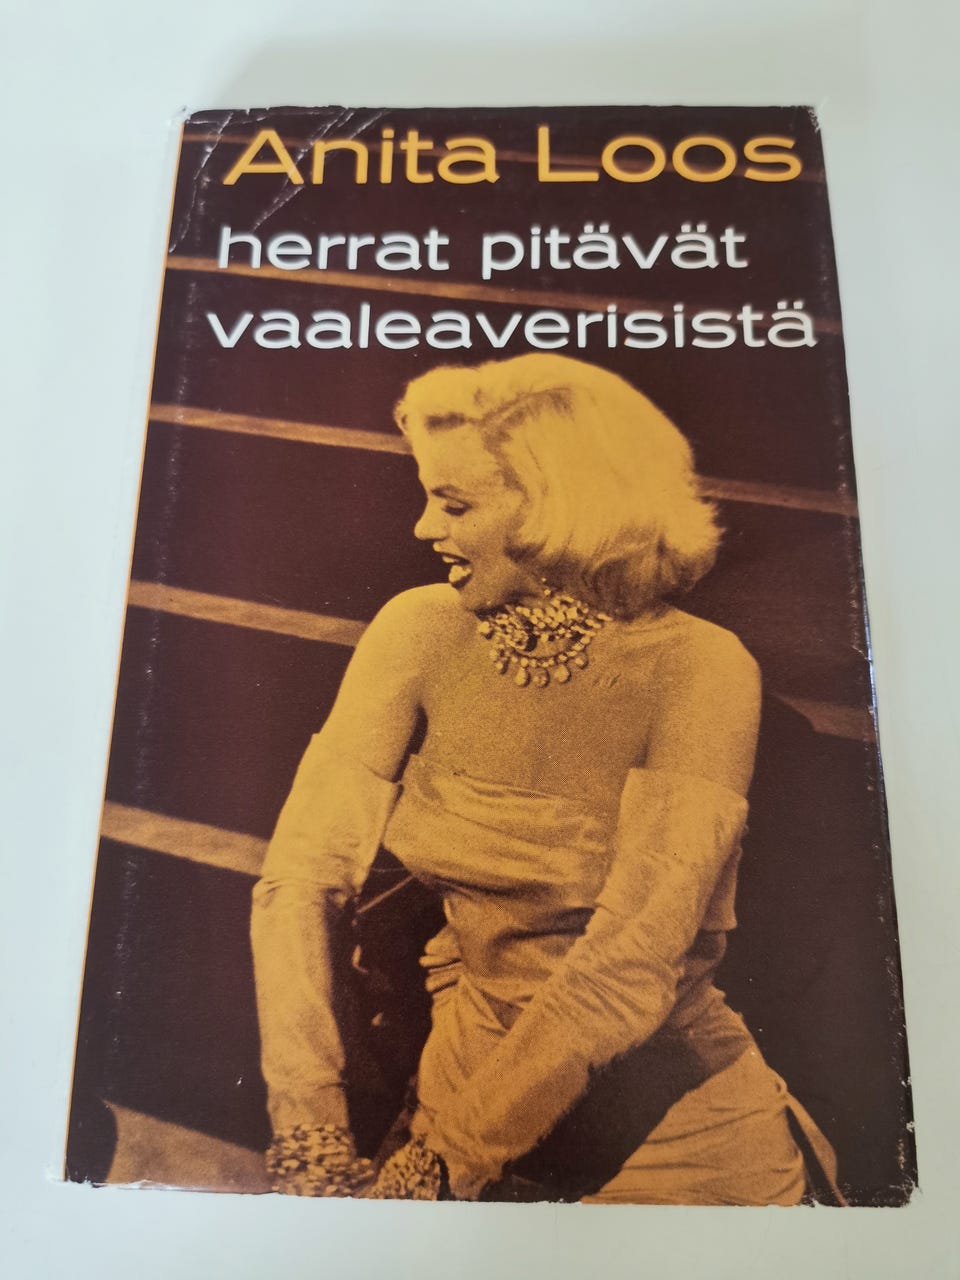 Anita Loos
herrat pitävät
vaaleaverisistä